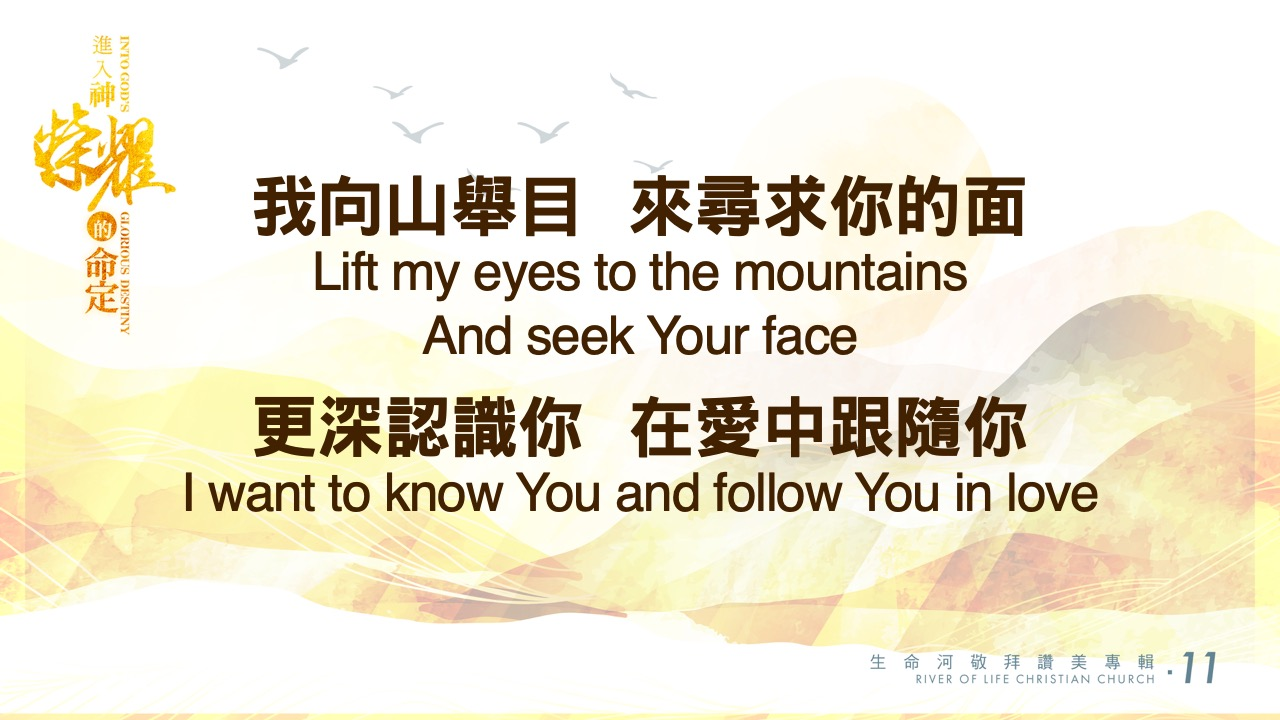 進入神
榮耀
的
命定
INTO GOD'S
GLORIOUS DESTINY
我向山舉目 來尋求你的面
Lift my eyes to the mountains
And seek Your face
更深認識你 在愛中跟隨你
I want to know You and follow You in love
生命河敬拜讚美專輯
RIVER OF LIFE CHRISTIAN CHURCH
·11